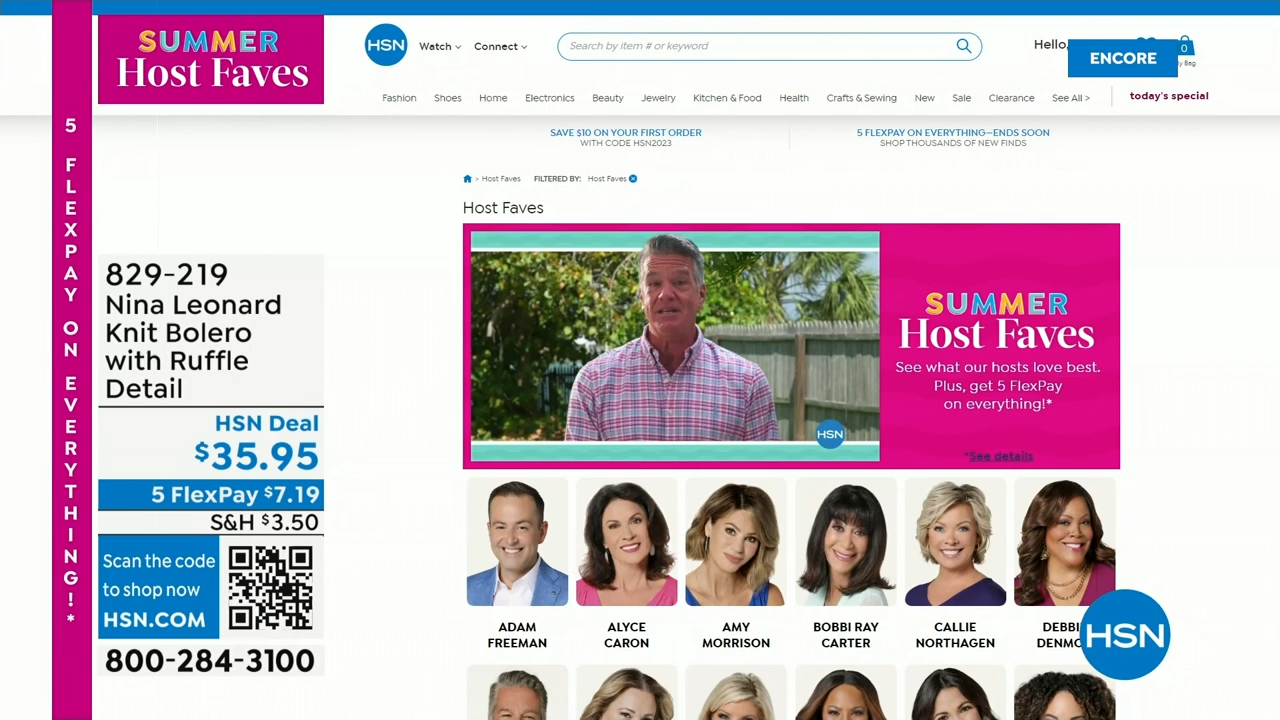 SUMMER
Host Faves
5 FLEXPAY ON EVERYTHING!*
829-219
Nina Leonard
Knit Bolero
with Ruffle
Detail
HSN Deal
$35.95
5 FlexPay $7.19
S&H $3.50
Scan the code
to shop now
HSN.COM
800-284-3100
HSN
Watch
Connect
Search by item # or keyword
Hello,
ENCORE
0
Bag
Fashion
Shoes
Home
Electronics
Beauty
Jewelry
Kitchen & Food
Health
Crafts & Sewing
New
Sale
Clearance
See All >
today's special
SAVE $10 ON YOUR FIRST ORDER
WITH CODE HSN2023
5 FLEXPAY ON EVERYTHING—ENDS SOON
SHOP THOUSANDS OF NEW FINDS
> Host Faves
FILTERED BY: Host Faves
Host Faves
HSN
SUMMER
Host Faves
See what our hosts love best.
Plus, get 5 FlexPay
on everything!*
*See details
ADAM
FREEMAN
ALYCE
CARON
AMY
MORRISON
BOBBI RAY
CARTER
CALLIE
NORTHAGEN
HSN